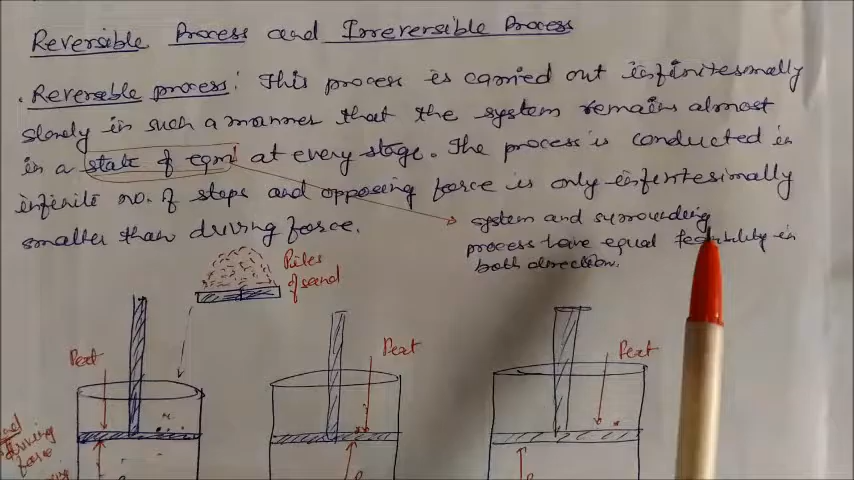 Reversible Process and Irreversible Process
. Reversible process: This process is carried out infinitesimally
slowly in such a manner that the system remains almost
in a state of eqm at every stage. The process is conducted in
infinite no. of steps and opposing force is only infinitesimally
smaller than driving force.
system and surrounding
process have equal feasibility in
both direction.
Piles
of sand
Pext
Pext
Pext
driving
force